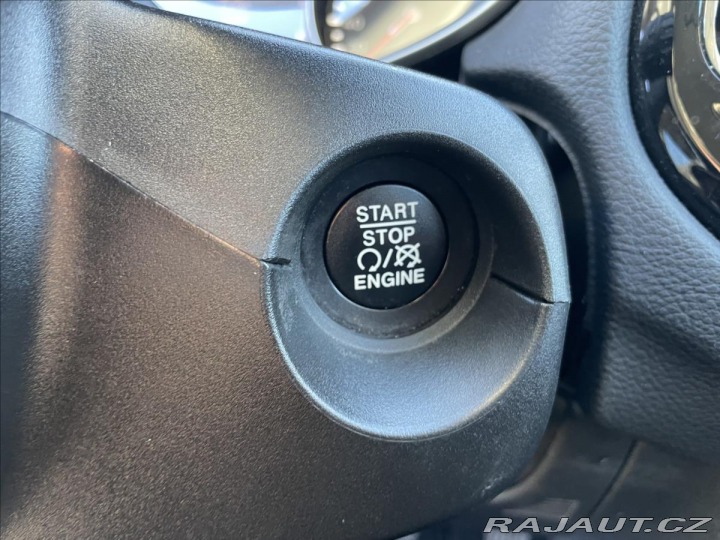 START
STOP
/
ENGINE
RAJAUT.CZ